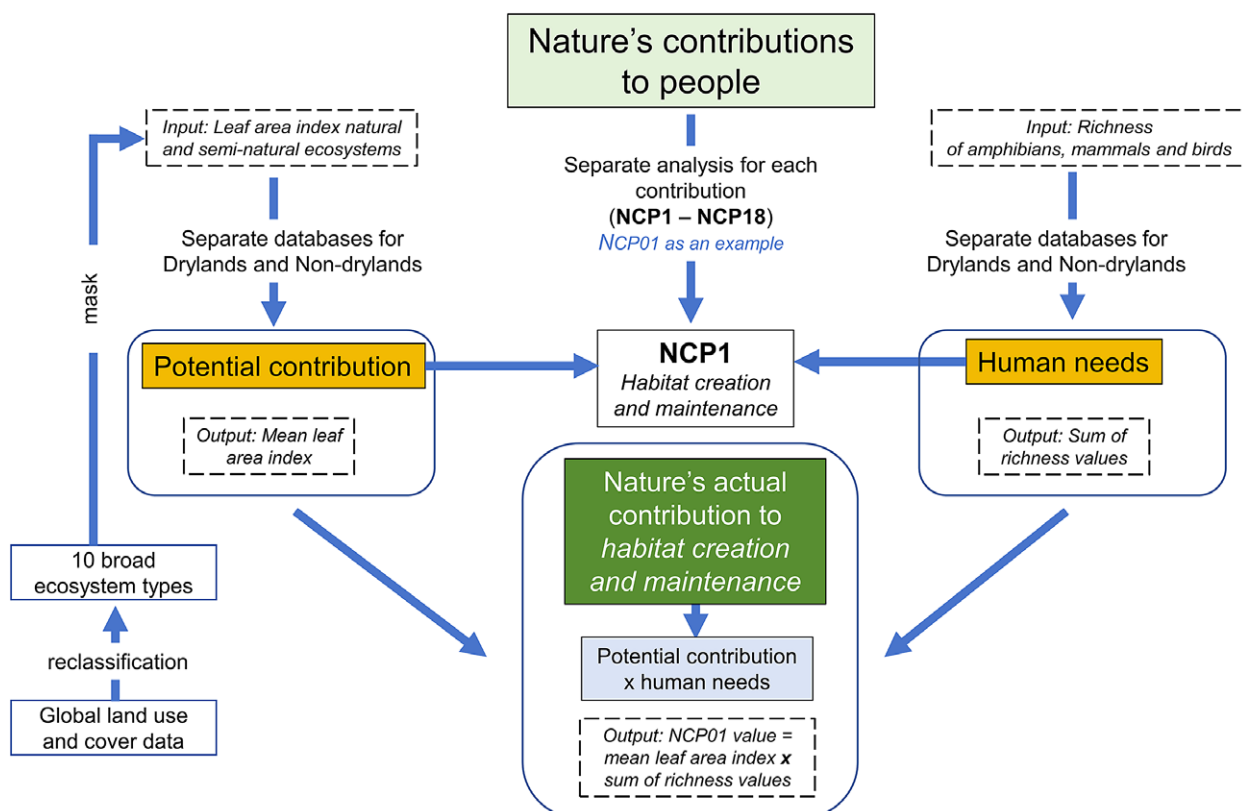 Nature’s contributions
to people
Input: Leaf area index natural
and semi-natural ecosystems
Separate analysis for each
contribution
(NCP1 – NCP18)
NCP01 as an example
Input: Richness
of amphibians, mammals and birds
Separate databases for
Drylands and Non-drylands
Separate databases for
Drylands and Non-drylands
mask
Potential contribution
NCP1
Habitat creation
and maintenance
Human needs
Output: Mean leaf
area index
Output: Sum of
richness values
Nature’s actual
contribution to
habitat creation
and maintenance
10 broad
ecosystem types
reclassification
Global land use
and cover data
Potential contribution
x human needs
Output: NCP01 value =
mean leaf area index x
sum of richness values